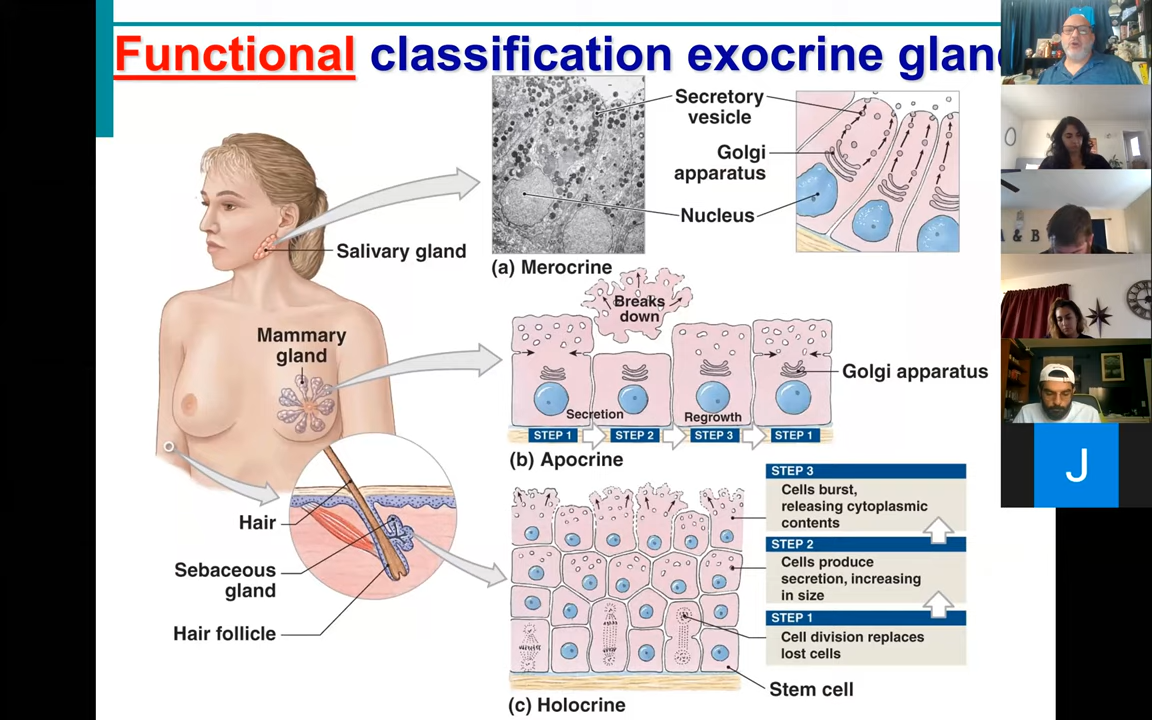 Functional classification exocrine glan
Secretory
vesicle
Golgi
apparatus
Nucleus
Salivary gland
(a) Merocrine
Breaks
down
Mammary
gland
Golgi apparatus
Secretion
Regrowth
STEP 1
STEP 2
STEP 3
STEP 1
(b) Apocrine
STEP 3
Cells burst,
releasing cytoplasmic
contents
Hair
STEP 2
Cells produce
secretion, increasing
in size
Sebaceous
gland
STEP 1
Cell division replaces
lost cells
Hair follicle
Stem cell
(c) Holocrine
& B
J